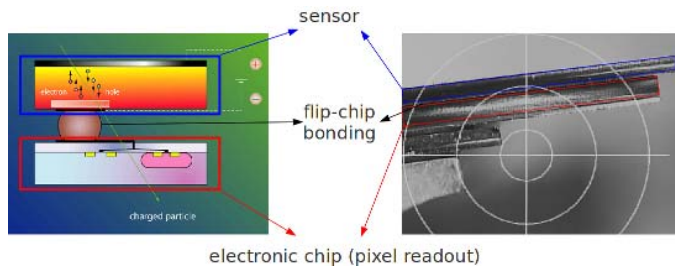 sensor
electron
hole
flip-chip
bonding
charged particle
electronic chip (pixel readout)